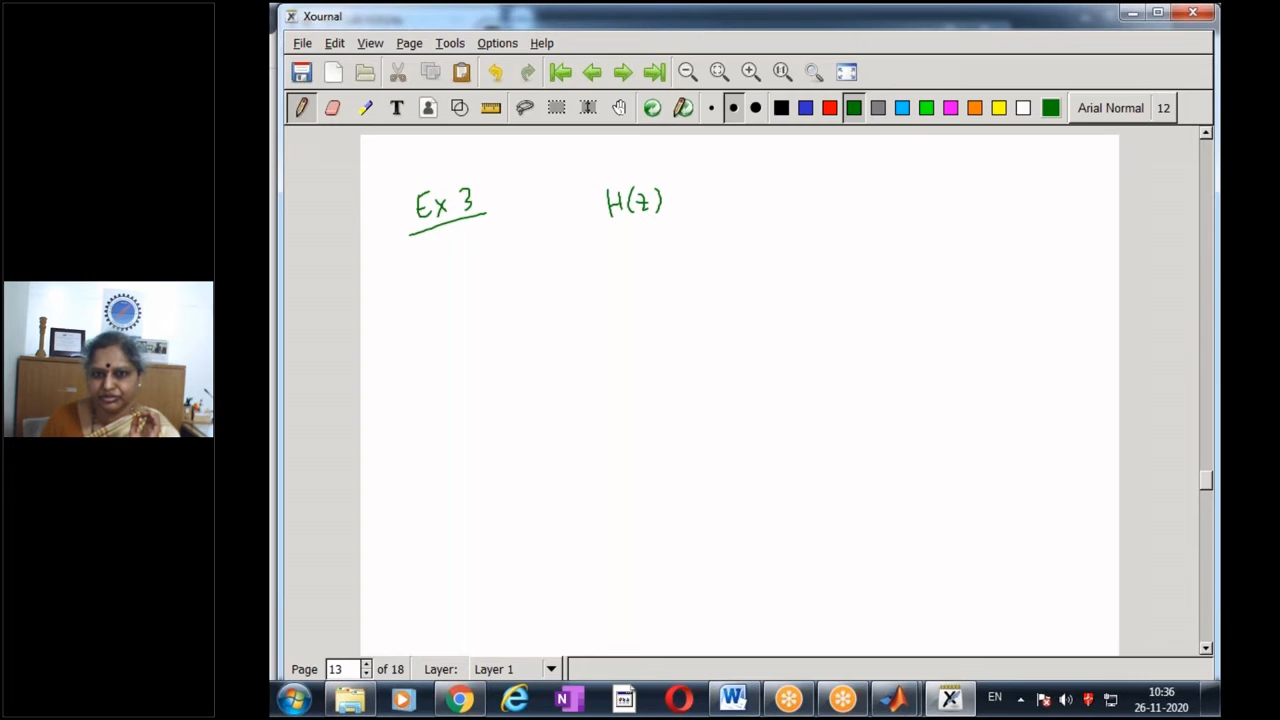 Xournal
File Edit View Page Tools Options Help
Arial Normal 12
Ex 3 H(z)
Page 13 of 18 Layer: Layer 1
EN 10:36
26-11-2020